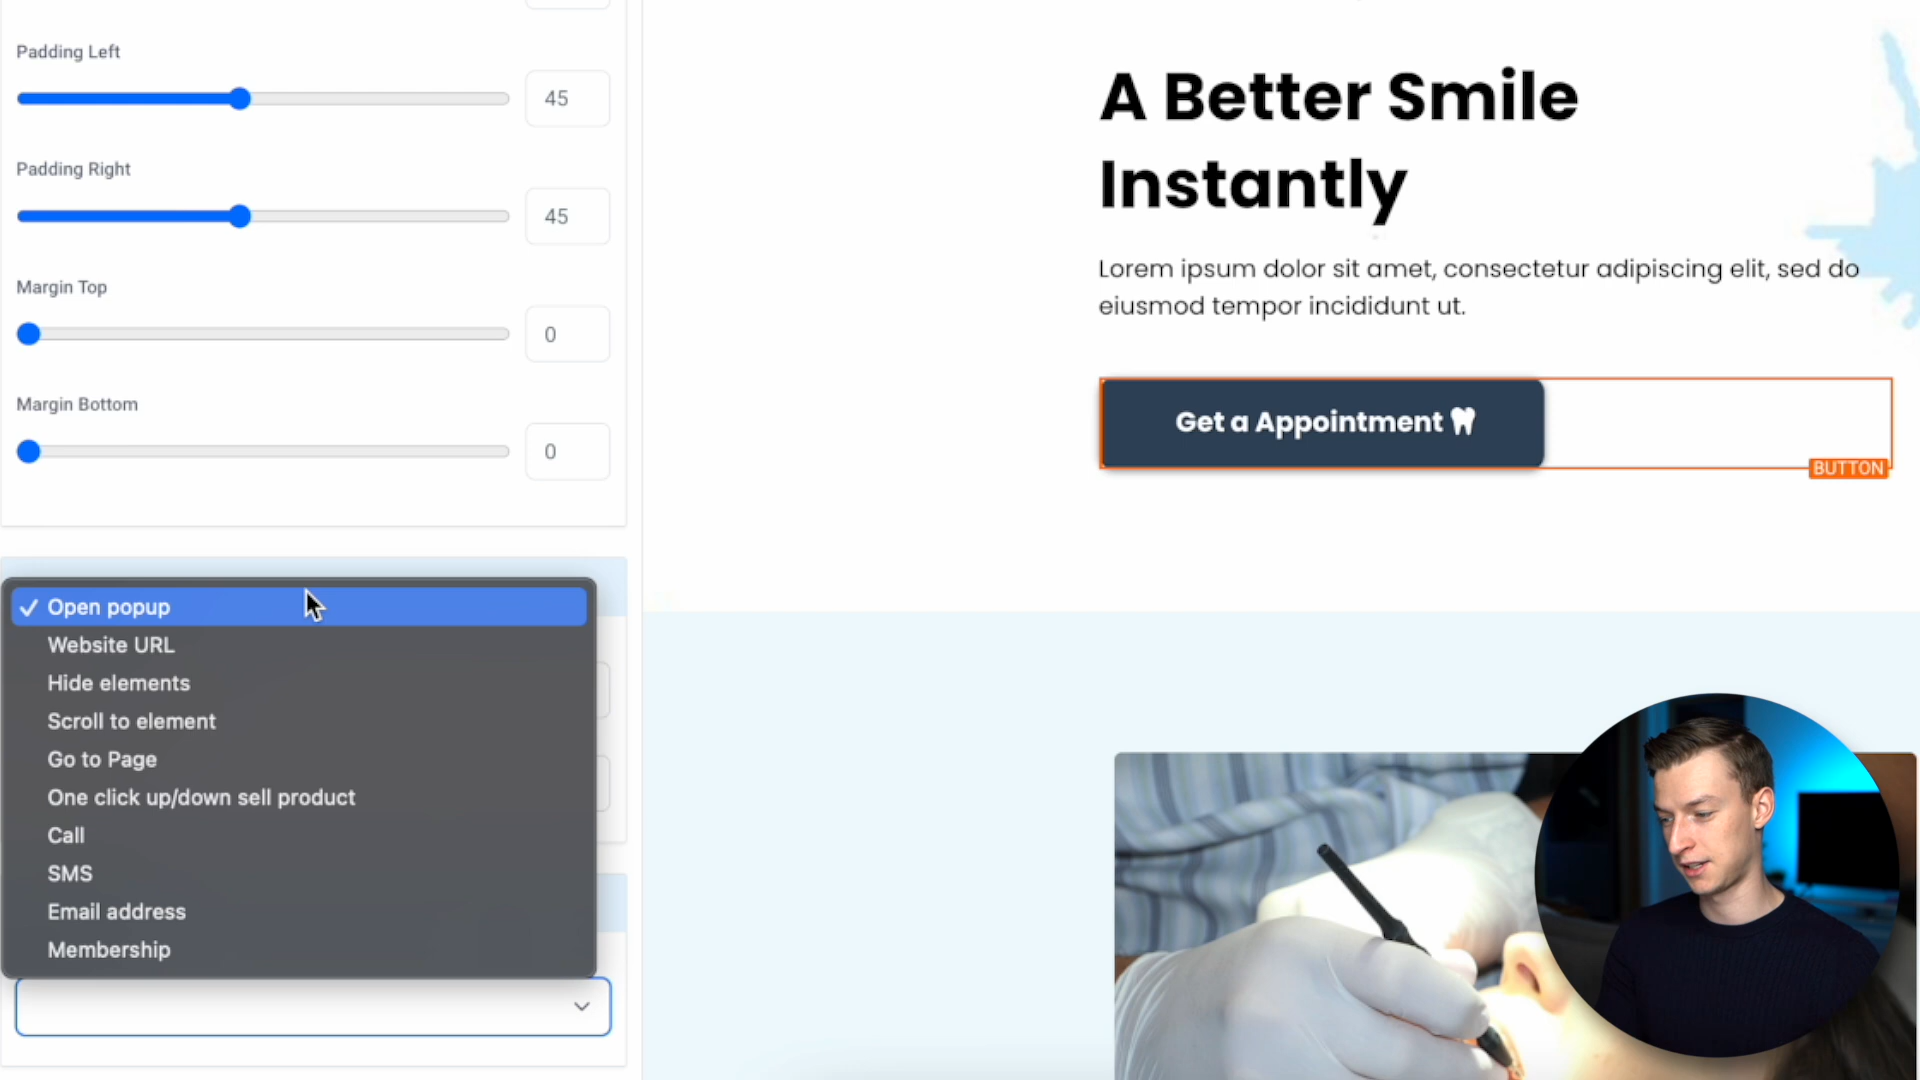 Padding Left
45
Padding Right
45
Margin Top
0
Margin Bottom
0
Open popup
Website URL
Hide elements
Scroll to element
Go to Page
One click up/down sell product
Call
SMS
Email address
Membership
A Better Smile
Instantly
Lorem ipsum dolor sit amet, consectetur adipiscing elit, sed do
eiusmod tempor incididunt ut.
Get a Appointment
BUTTON